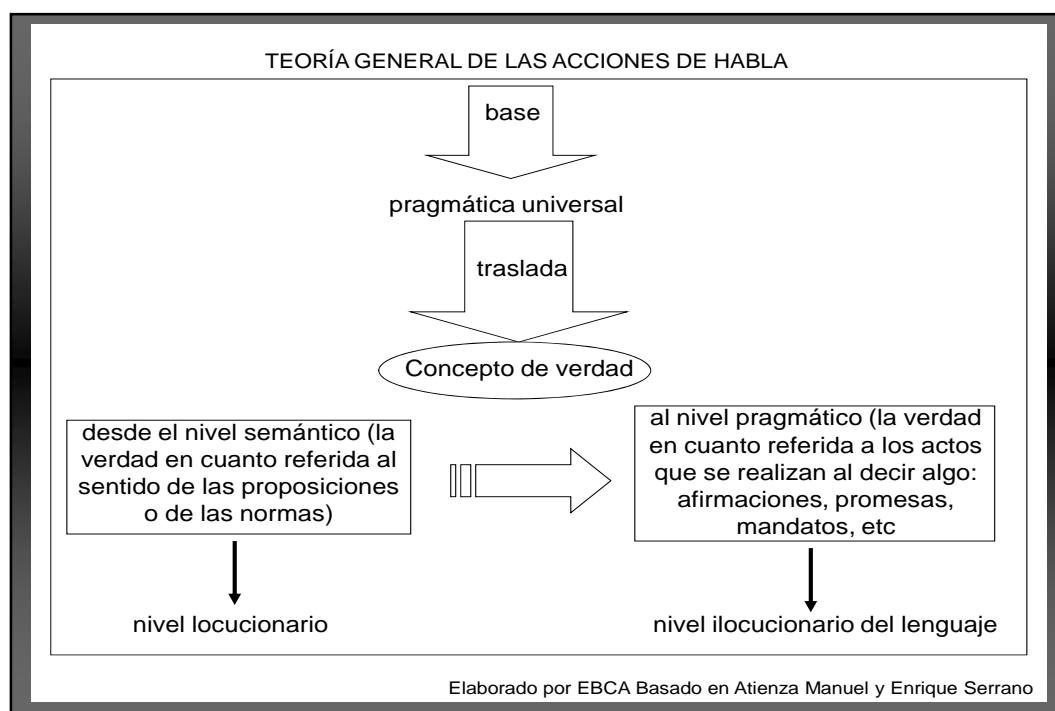 TEORÍA GENERAL DE LAS ACCIONES DE HABLA
base
pragmática universal
traslada
Concepto de verdad
desde el nivel semántico (la
verdad en cuanto referida al
sentido de las proposiciones
o de las normas)
al nivel pragmático (la verdad
en cuanto referida a los actos
que se realizan al decir algo:
afirmaciones, promesas,
mandatos, etc
nivel locucionario
nivel ilocucionario del lenguaje
Elaborado por EBCA Basado en Atienza Manuel y Enrique Serrano